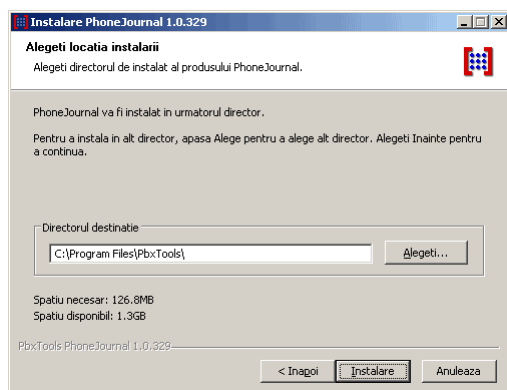 Instalare PhoneJournal 1.0.329
Alegeti locatia instalarii
Alegeti directorul de instalat al produsului PhoneJournal.
PhoneJournal va fi instalat in urmatorul director.
Pentru a instala in alt director, apasa Alege pentru a alege alt director. Alegeti Inainte pentru
a continua.
Directorul destinatie
C:\Program Files\PbxTools\
Alegeti...
Spatiu necesar: 126.8MB
Spatiu disponibil: 1.3GB
PbxTools PhoneJournal 1.0.329
< Inapoi
Instalare
Anuleaza